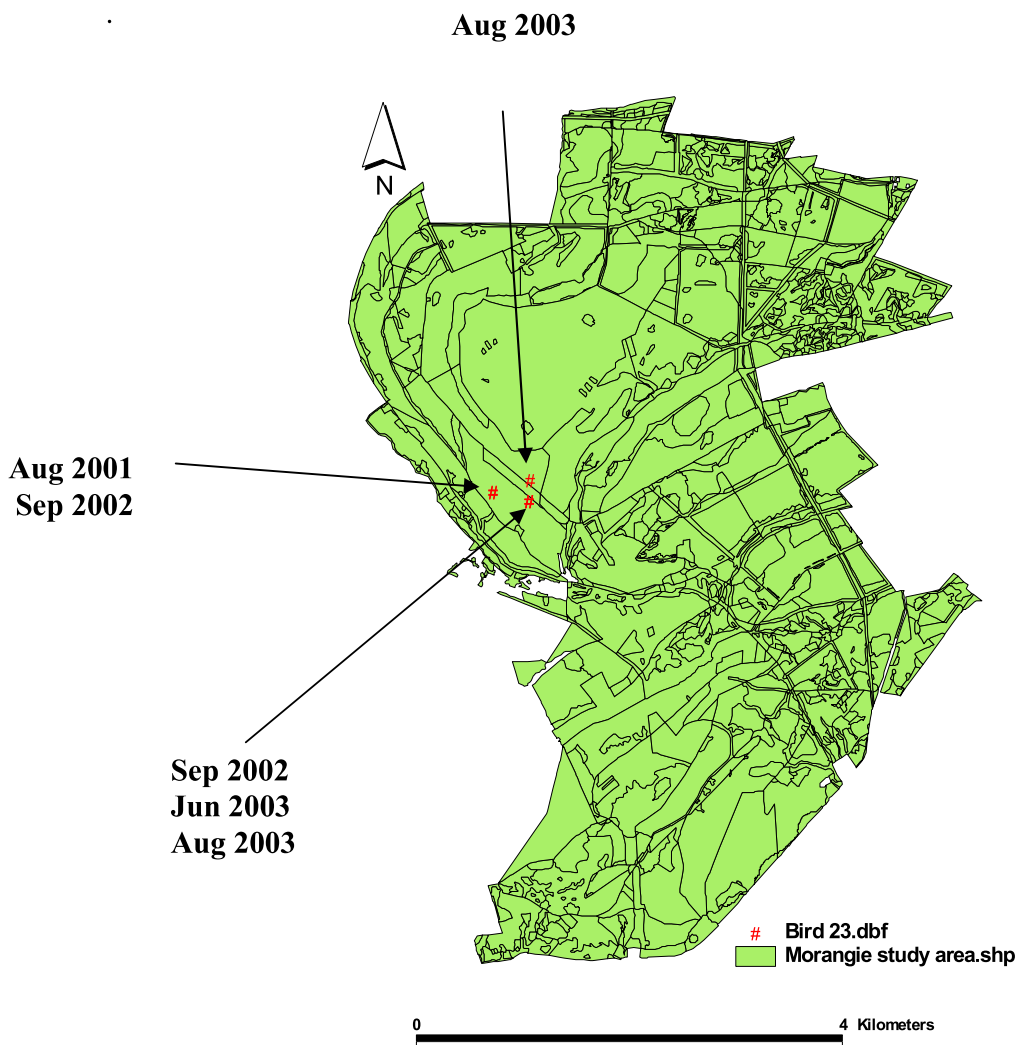 .
Aug 2003
N
Aug 2001
Sep 2002
#
#
#
Sep 2002
Jun 2003
Aug 2003
# Bird 23.dbf
Morangie study area.shp
0 4 Kilometers